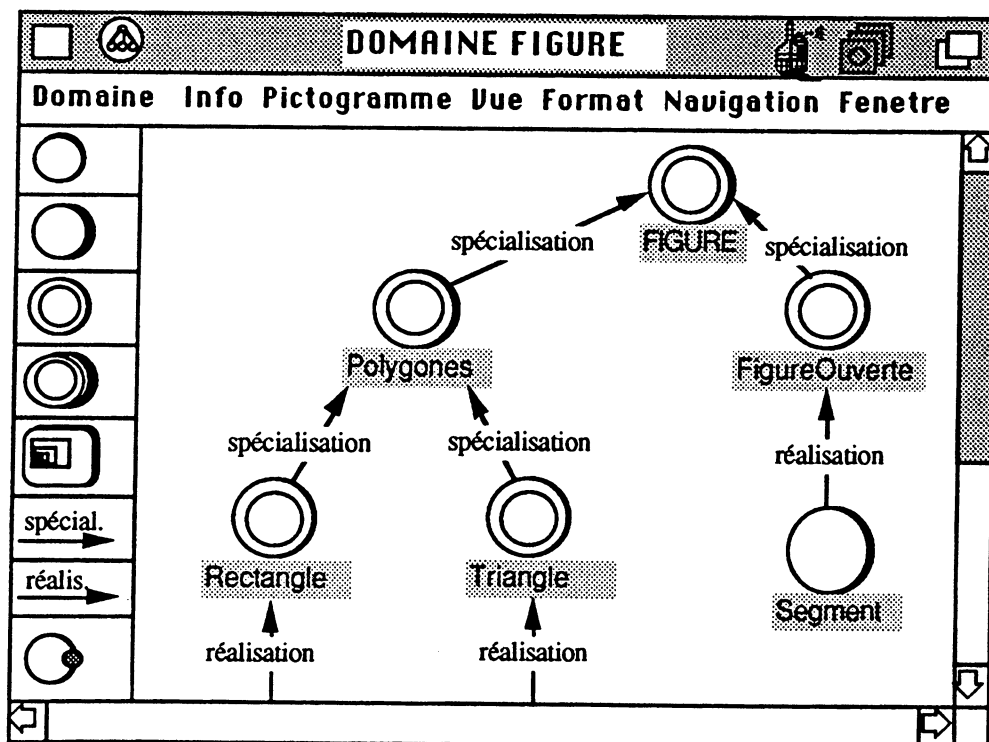 DOMAINE FIGURE
Domaine Info Pictogramme Vue Format Navigation Fenetre
spécialisation
FIGURE
spécialisation
Polygones
FigureOuverte
spécialisation
spécialisation
réalisation
spécial.
réalis.
Rectangle
Triangle
Segment
réalisation
réalisation